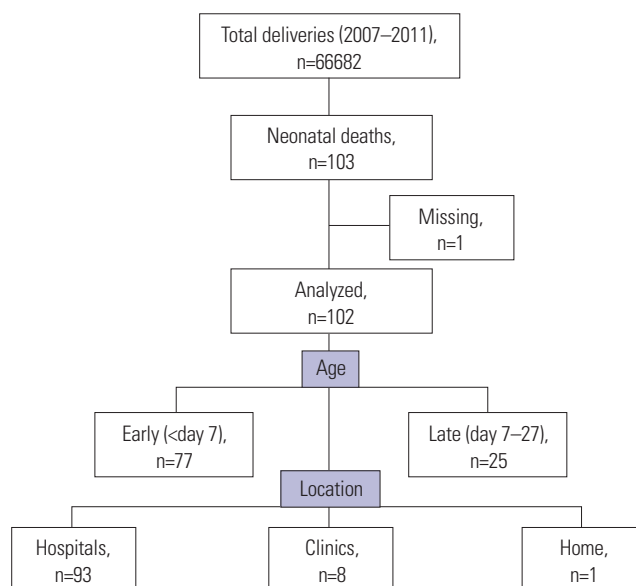 Total deliveries (2007–2011),
n=66682
Neonatal deaths,
n=103
Missing,
n=1
Analyzed,
n=102
Age
Early (<day 7),
n=77
Late (day 7–27),
n=25
Location
Hospitals,
n=93
Clinics,
n=8
Home,
n=1